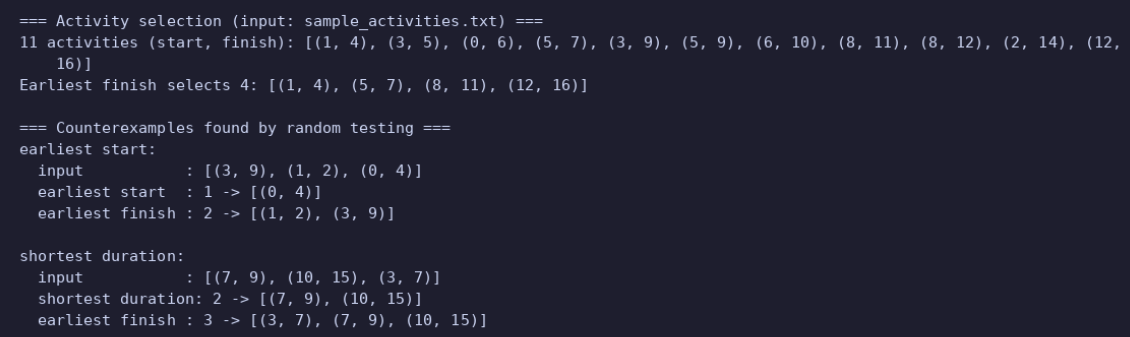 === Activity selection (input: sample_activities.txt) ===
11 activities (start, finish): [(1, 4), (3, 5), (0, 6), (5, 7), (3, 9), (5, 9), (6, 10), (8, 11), (8, 12), (2, 14), (12,
    16)]
Earliest finish selects 4: [(1, 4), (5, 7), (8, 11), (12, 16)]

=== Counterexamples found by random testing ===
earliest start:
  input           : [(3, 9), (1, 2), (0, 4)]
  earliest start  : 1 -> [(0, 4)]
  earliest finish : 2 -> [(1, 2), (3, 9)]

shortest duration:
  input           : [(7, 9), (10, 15), (3, 7)]
  shortest duration: 2 -> [(7, 9), (10, 15)]
  earliest finish : 3 -> [(3, 7), (7, 9), (10, 15)]